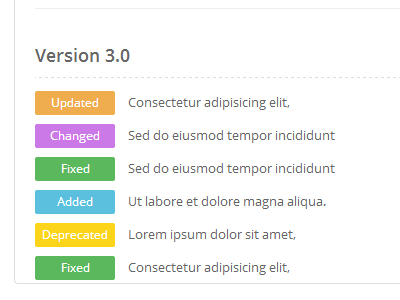 Version 3.0
Updated Consectetur adipisicing elit,
Changed Sed do eiusmod tempor incididunt
Fixed Sed do eiusmod tempor incididunt
Added Ut labore et dolore magna aliqua.
Deprecated Lorem ipsum dolor sit amet,
Fixed Consectetur adipisicing elit,